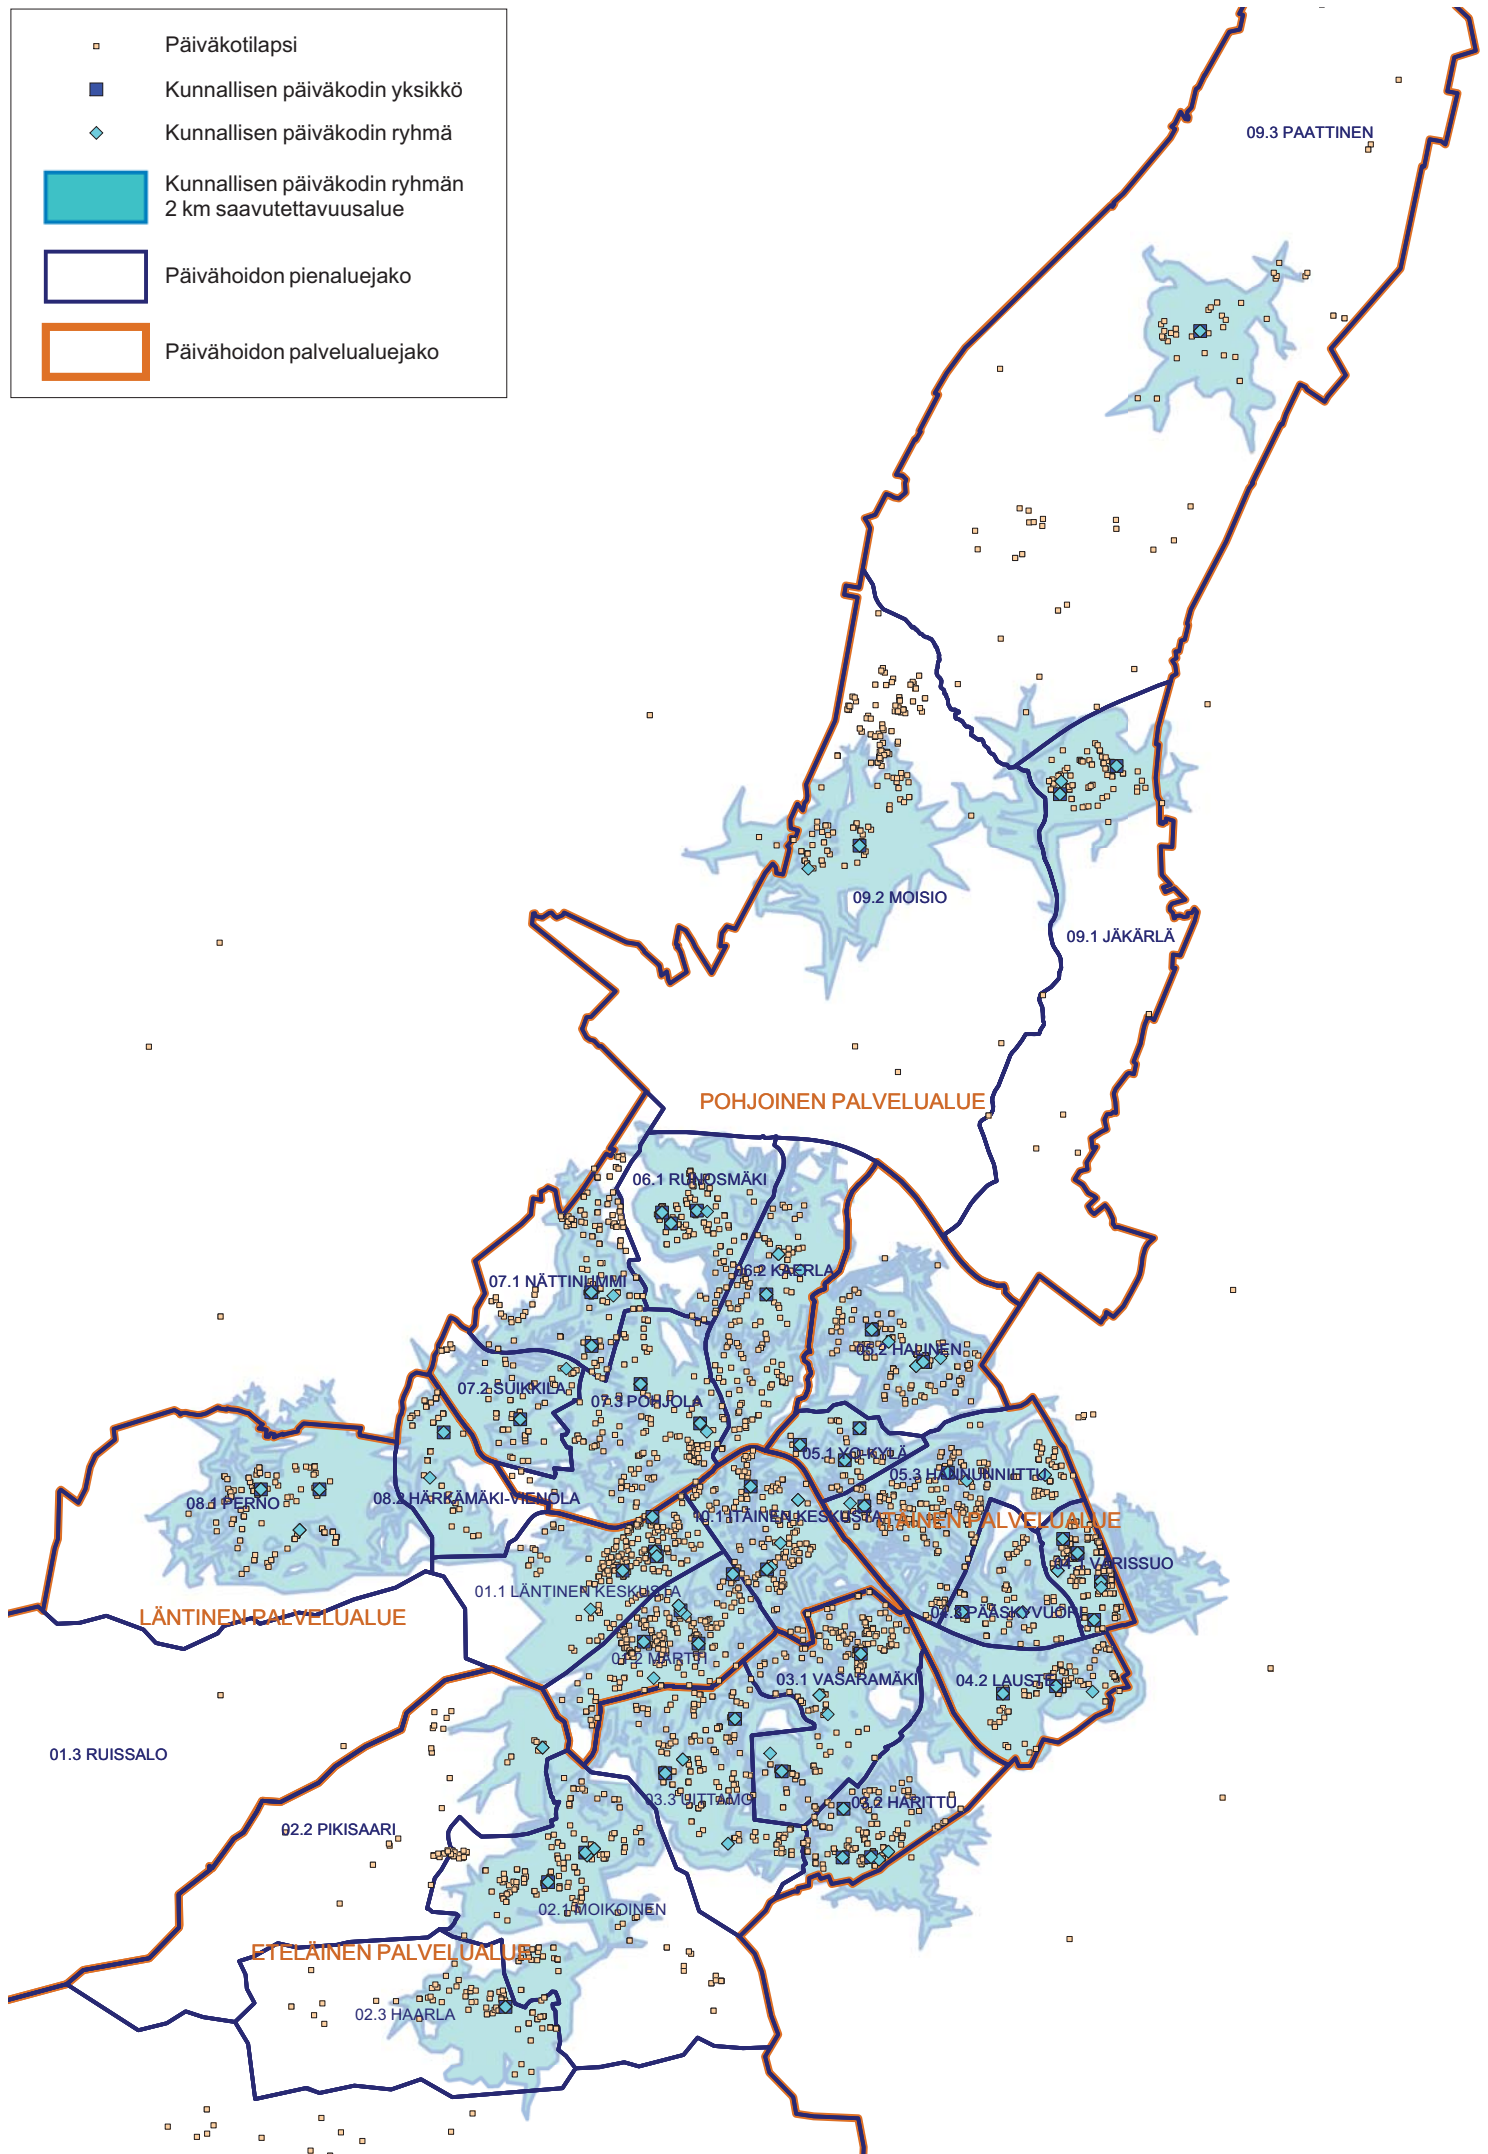 Päiväkotilapsi
Kunnallisen päiväkodin yksikkö
Kunnallisen päiväkodin ryhmä
Kunnallisen päiväkodin ryhmän
2 km saavutettavuusalue
Päivähoidon pienaluejako
Päivähoidon palvelualuejako
09.3 PAATTINEN
09.2 MOISIO
09.1 JÄKÄRLÄ
POHJOINEN PALVELUALUE
06.1 RUNOSMÄKI
06.2 KAERLA
07.1 NÄTTINUMMI
05.2 HALINEN
07.2 SUIKKILA
07.3 POHJOLA
05.1 YO-KYLÄ
05.3 HANNUNNIITTU
08.1 PERNO
08.2 HÄRKÄMÄKI-VIENOLA
10.1 ITÄINEN KESKUSTA
ITÄINEN PALVELUALUE
04.1 VARISSUO
01.1 LÄNTINEN KESKUSTA
LÄNTINEN PALVELUALUE
04.3 PÄÄSKYVUORI
01.2 MARTTI
03.1 VASARAMÄKI
04.2 LAUSTE
01.3 RUISSALO
03.3 UITTAMO
03.2 HARITTU
02.2 PIKISAARI
02.1 MOIKOINEN
ETELÄINEN PALVELUALUE
02.3 HAARLA